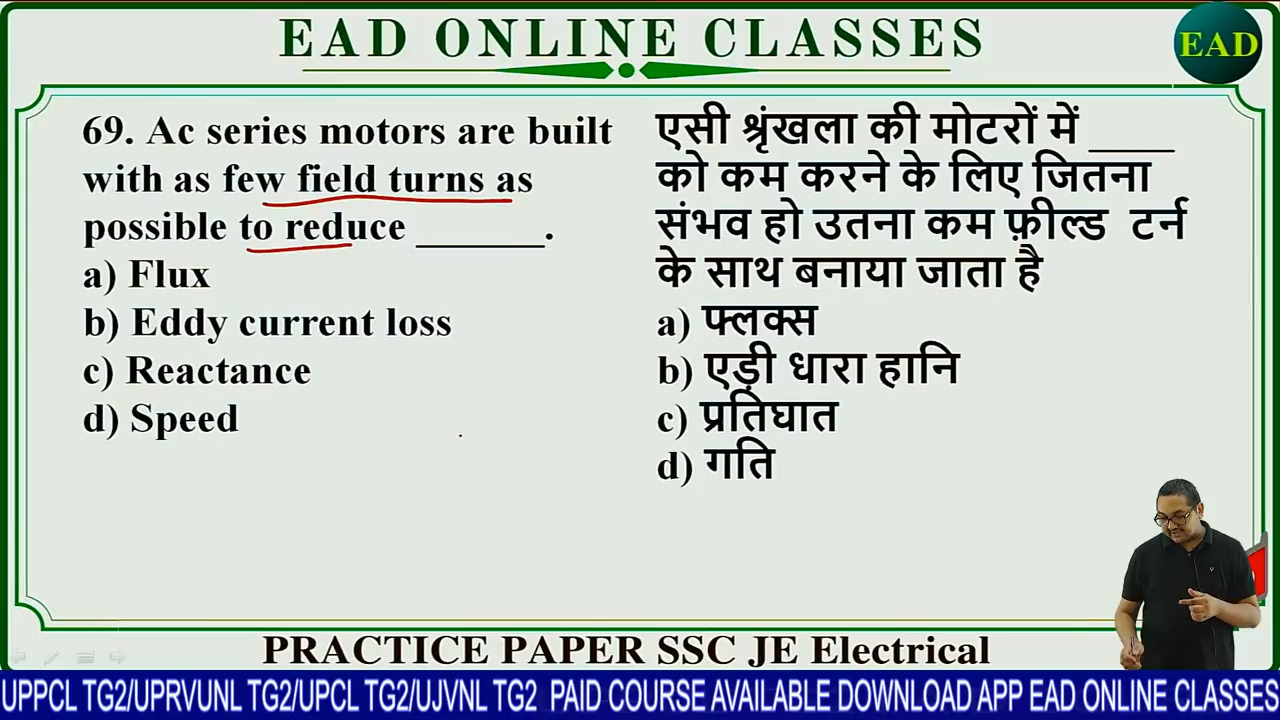 EAD ONLINE CLASSES
EAD
69. Ac series motors are built
with as few field turns as
possible to reduce ______.
a) Flux
b) Eddy current loss
c) Reactance
d) Speed
एसी श्रृंखला की मोटरों में ____
को कम करने के लिए जितना
संभव हो उतना कम फ़ील्ड टर्न
के साथ बनाया जाता है
a) फ्लक्स
b) एड़ी धारा हानि
c) प्रतिघात
d) गति
PRACTICE PAPER SSC JE Electrical
UPPCL TG2/UPRVUNL TG2/UPCL TG2/UJVNL TG2 PAID COURSE AVAILABLE DOWNLOAD APP EAD ONLINE CLASSES